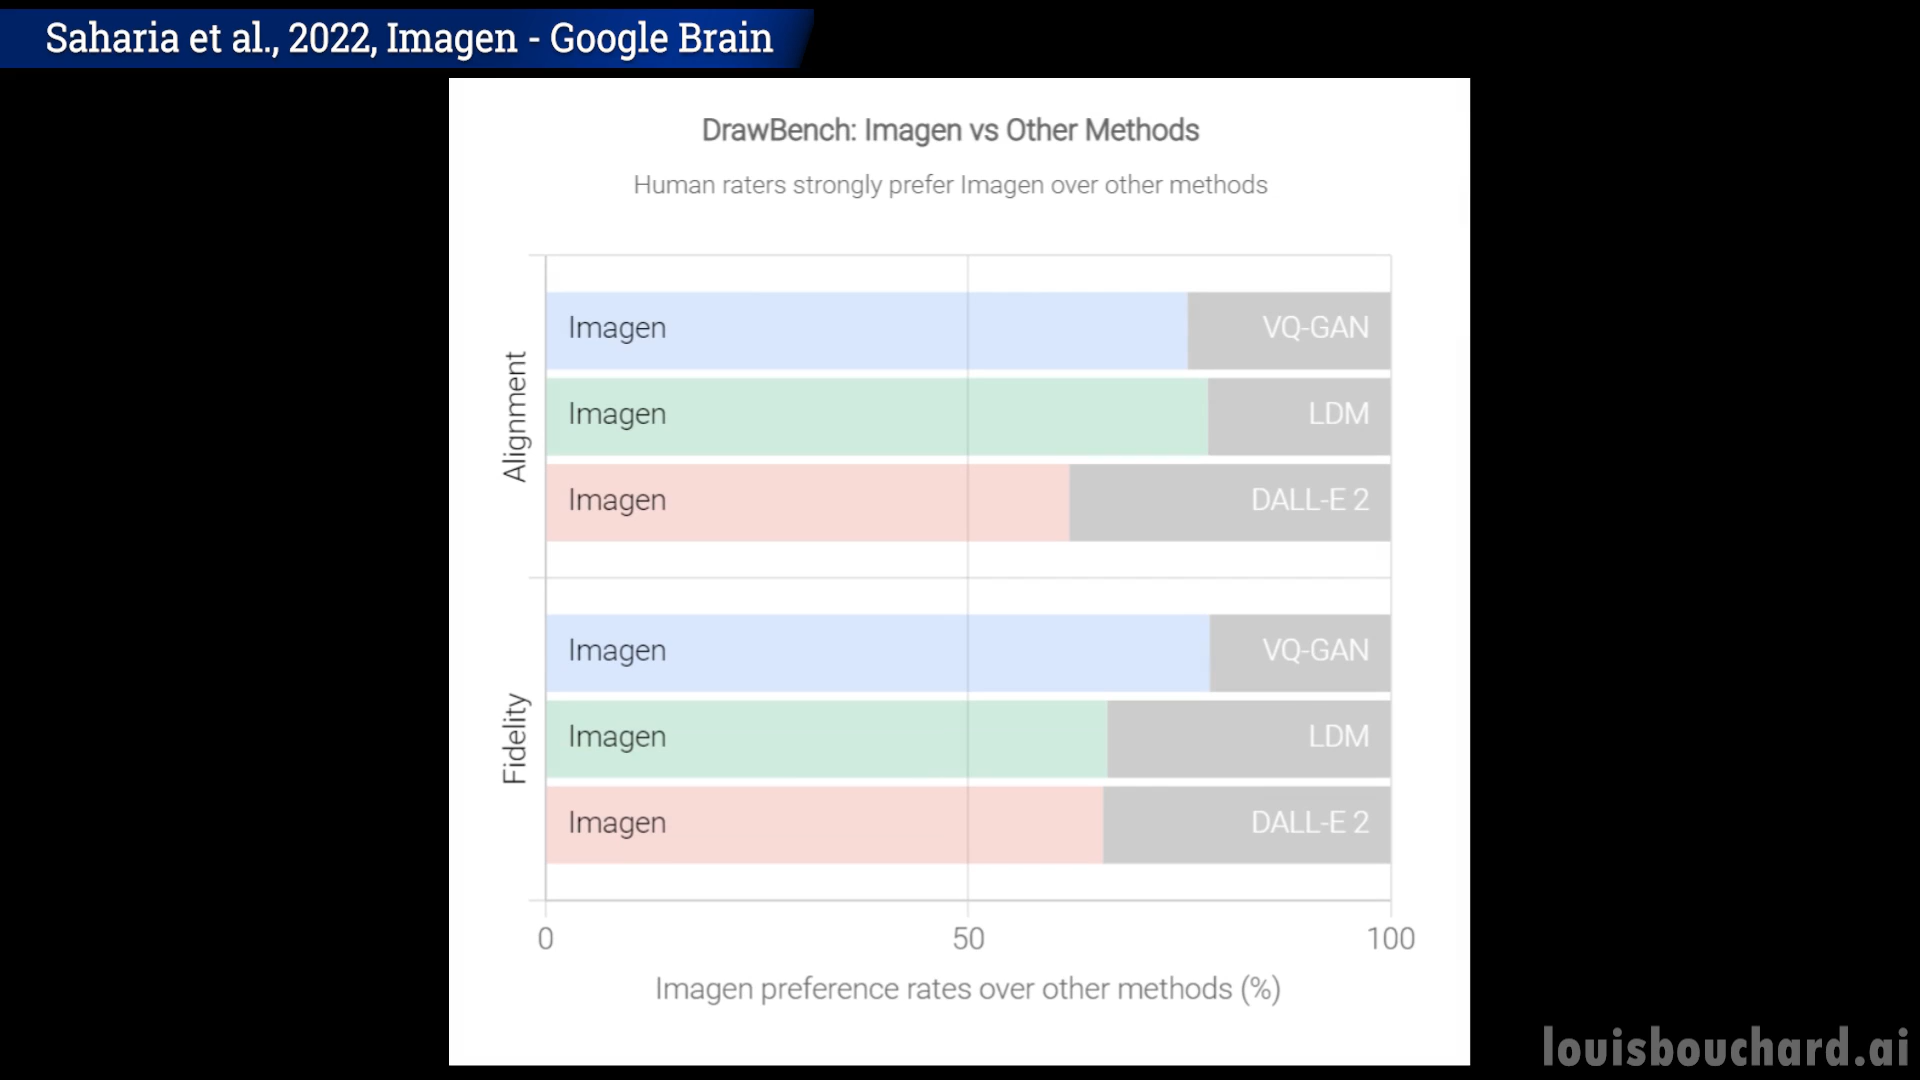 Saharia et al., 2022, Imagen - Google Brain
DrawBench: Imagen vs Other Methods
Human raters strongly prefer Imagen over other methods
Alignment
Imagen VQ-GAN
Imagen LDM
Imagen DALL-E 2
Fidelity
Imagen VQ-GAN
Imagen LDM
Imagen DALL-E 2
0 50 100
Imagen preference rates over other methods (%)
louisbouchard.ai